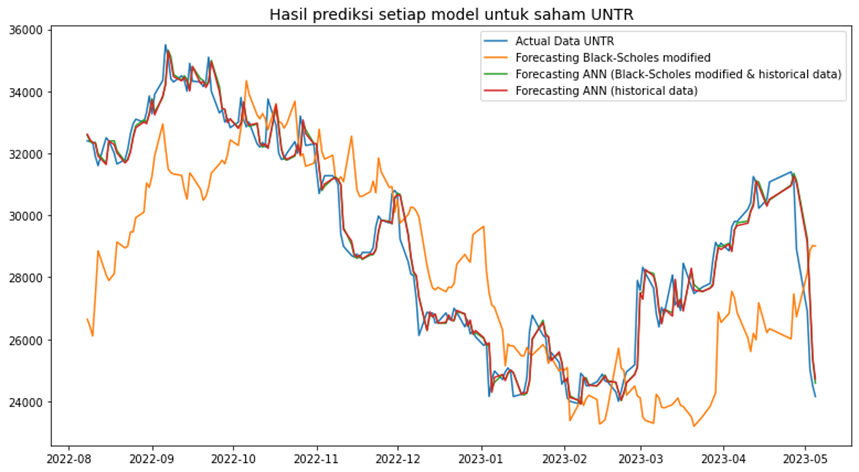 Hasil prediksi setiap model untuk saham UNTR
36000
34000
32000
30000
28000
26000
24000
Actual Data UNTR
Forecasting Black-Scholes modified
Forecasting ANN (Black-Scholes modified & historical data)
Forecasting ANN (historical data)
2022-08 2022-09 2022-10 2022-11 2022-12 2023-01 2023-02 2023-03 2023-04 2023-05